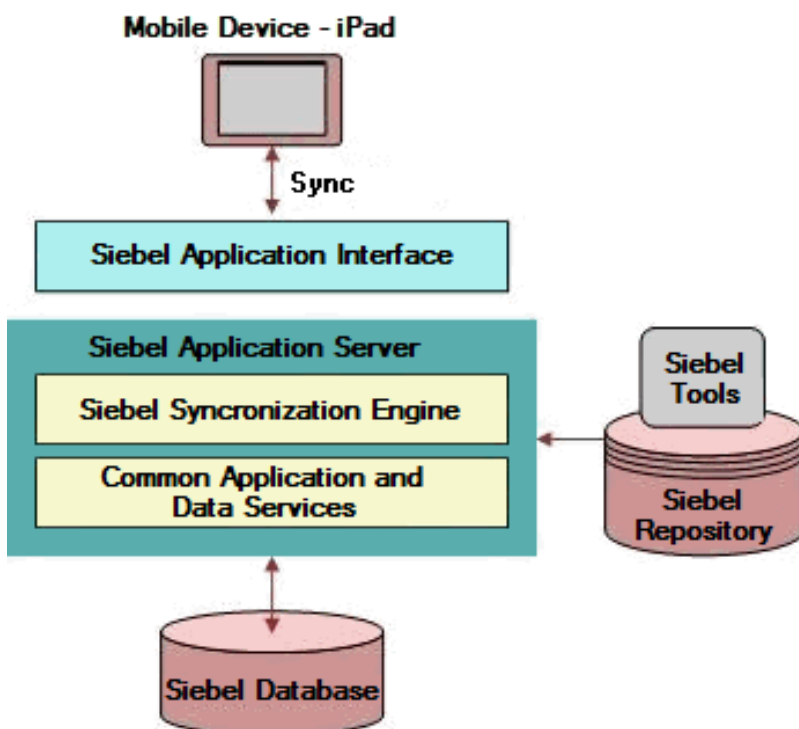 Mobile Device - iPad
Sync
Siebel Application Interface
Siebel Application Server
Siebel Syncronization Engine
Common Application and
Data Services
Siebel
Tools
Siebel
Repository
Siebel Database